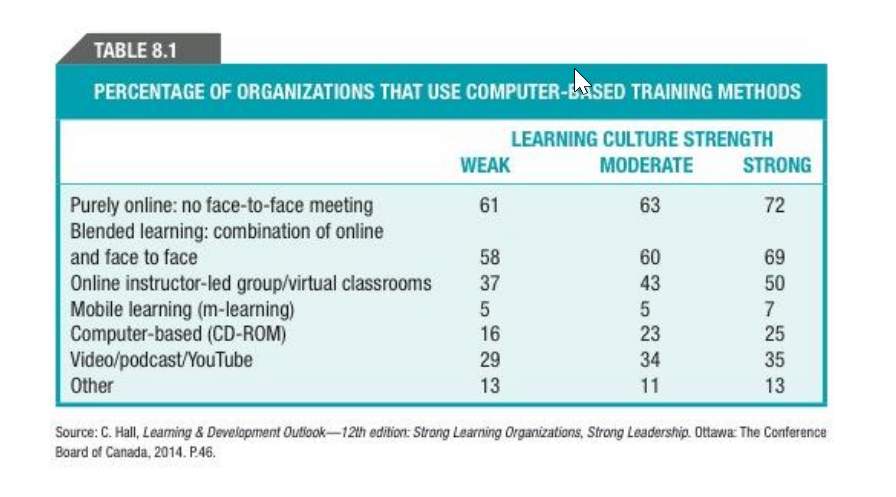 TABLE 8.1
PERCENTAGE OF ORGANIZATIONS THAT USE COMPUTER-BASED TRAINING METHODS
LEARNING CULTURE STRENGTH
WEAK MODERATE STRONG
Purely online: no face-to-face meeting 61 63 72
Blended learning: combination of online
and face to face 58 60 69
Online instructor-led group/virtual classrooms 37 43 50
Mobile learning (m-learning) 5 5 7
Computer-based (CD-ROM) 16 23 25
Video/podcast/YouTube 29 34 35
Other 13 11 13
Source: C. Hall, Learning & Development Outlook—12th edition: Strong Learning Organizations, Strong Leadership. Ottawa: The Conference
Board of Canada, 2014. P.46.